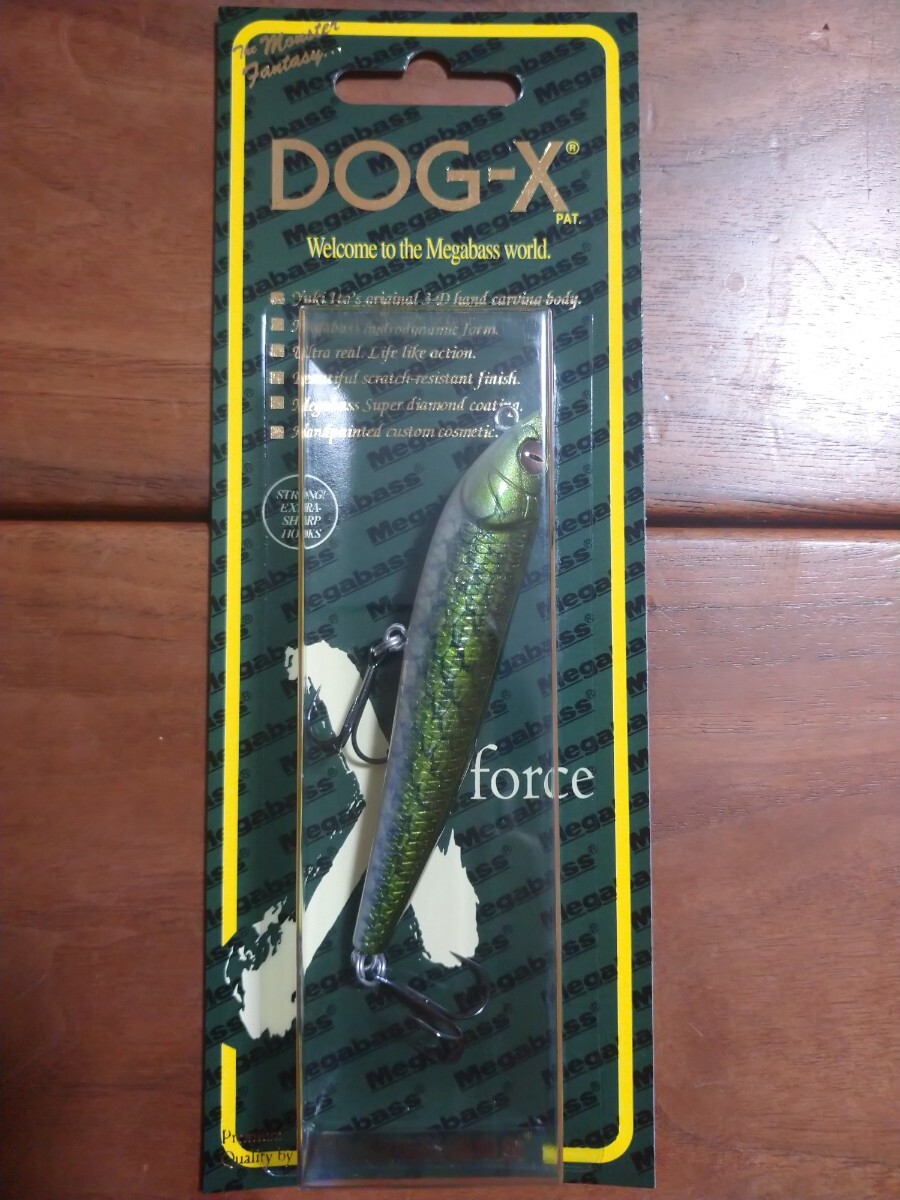 The Monster
Fantasy...
DOG-X®
PAT.
Welcome to the Megabass world.
Yuki Ito's original 3-D hand carving body.
Megabass hydrodynamic form.
Ultra real. Life like action.
Beautiful scratch-resistant finish.
Megabass Super diamond coating.
Handpainted custom cosmetic.
STRONG!
EXTRA-
SHARP
HOOKS
X
force
Megabass®
Premium
Quality by